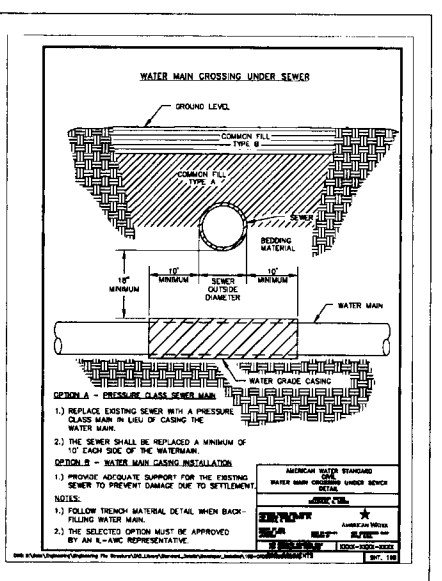 WATER MAIN CROSSING UNDER SEWER
GROUND LEVEL
COMMON FILL
TYPE B
COMMON FILL
TYPE A
SEWER
BEDDING
MATERIAL
18"
MINIMUM
10'
MINIMUM
SEWER
OUTSIDE
DIAMETER
10'
MINIMUM
WATER MAIN
WATER GRADE CASING
OPTION A - PRESSURE CLASS SEWER MAIN
1.) REPLACE EXISTING SEWER WITH A PRESSURE
CLASS MAIN IN LIEU OF CASING THE
WATER MAIN.
2.) THE SEWER SHALL BE REPLACED A MINIMUM OF
10' EACH SIDE OF THE WATERMAIN.
OPTION B - WATER MAIN CASING INSTALLATION
1.) PROVIDE ADEQUATE SUPPORT FOR THE EXISTING
SEWER TO PREVENT DAMAGE DUE TO SETTLEMENT.
NOTES:
1.) FOLLOW TRENCH MATERIAL DETAIL WHEN BACK-
FILLING WATER MAIN.
2.) THE SELECTED OPTION MUST BE APPROVED
BY AN IL-AWC REPRESENTATIVE.
AMERICAN WATER STANDARD
CIVIL
WATER MAIN CROSSING UNDER SEWER
DETAIL
AMERICAN WATER
XXXX-XXXX-XXXX
SHT.